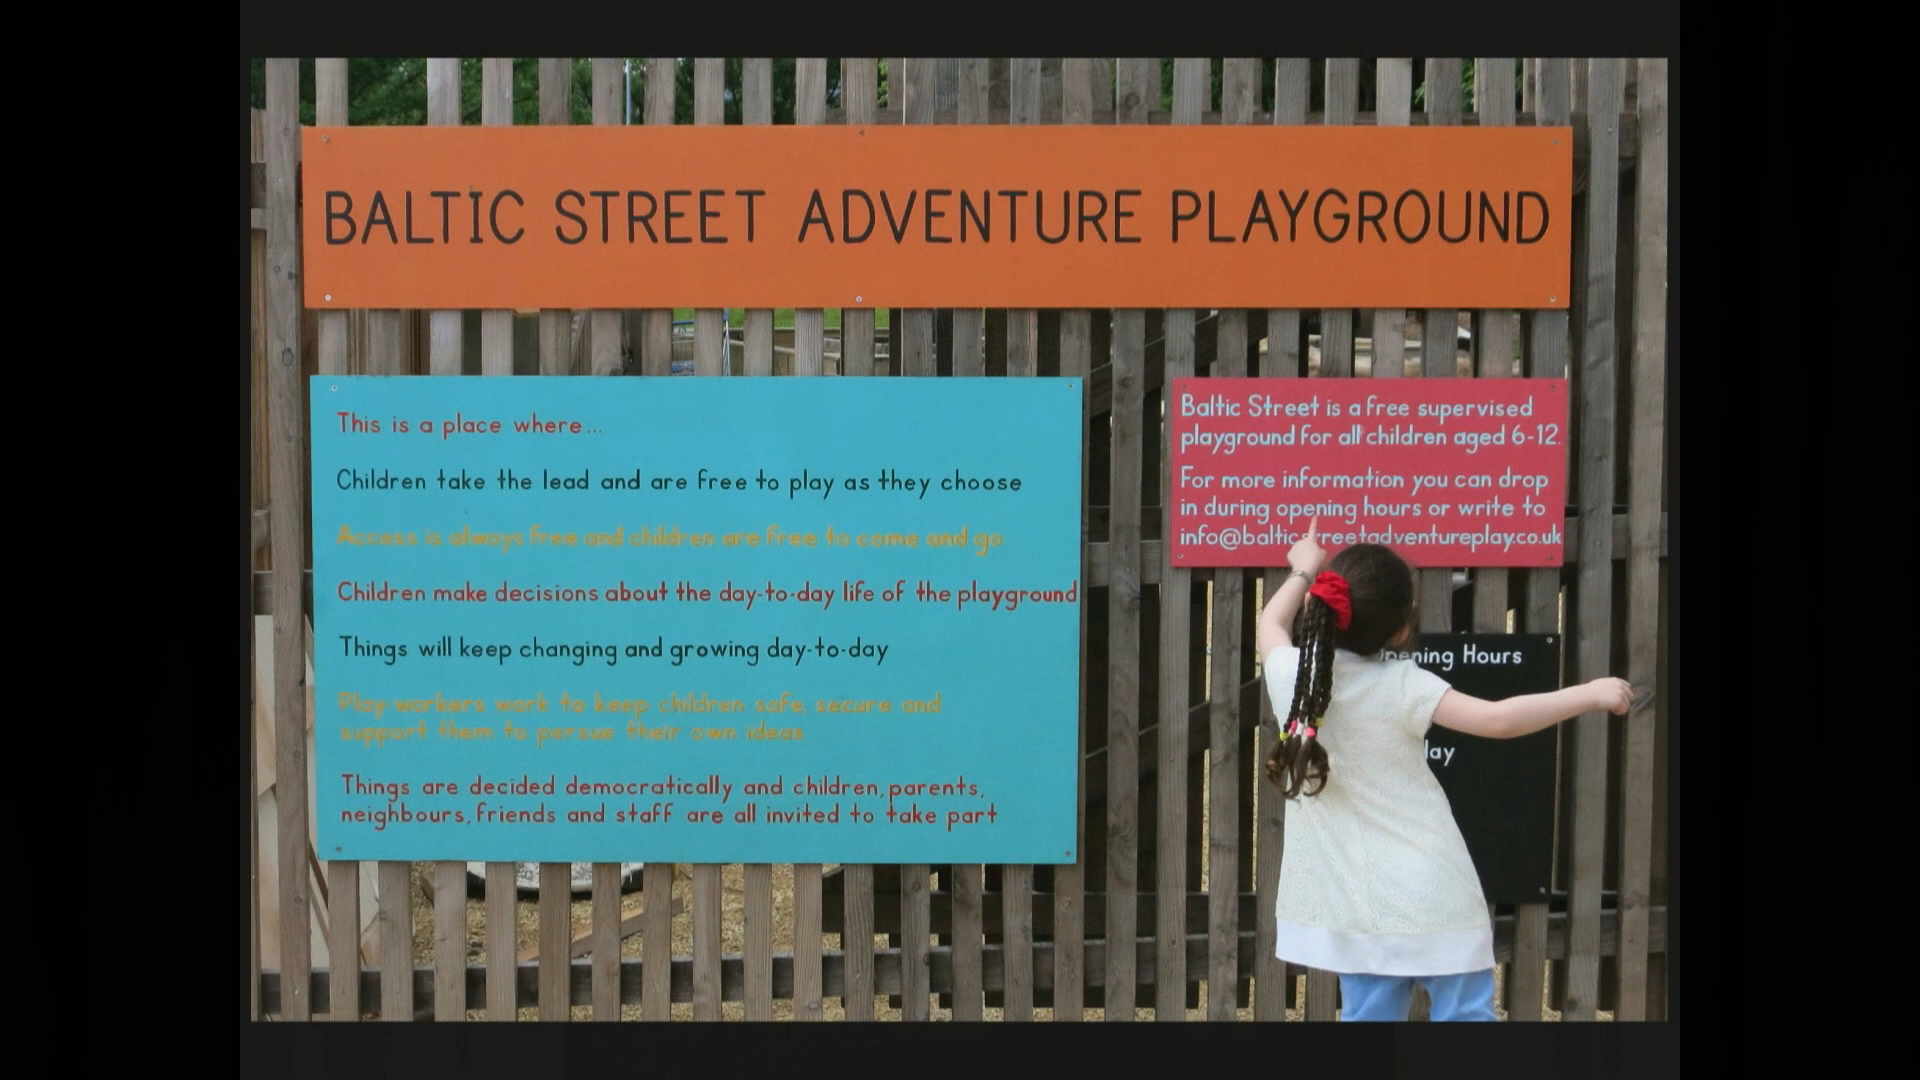 BALTIC STREET ADVENTURE PLAYGROUND
This is a place where...
Children take the lead and are free to play as they choose
Access is always free and children are free to come and go
Children make decisions about the day-to-day life of the playground
Things will keep changing and growing day-to-day
Play workers work to keep children safe, secure and
support them to persue their own ideas
Things are decided democratically and children, parents,
neighbours, friends and staff are all invited to take part
Baltic Street is a free supervised
playground for all children aged 6-12.
For more information you can drop
in during opening hours or write to
info@balticstreetadventureplay.co.uk
Hours